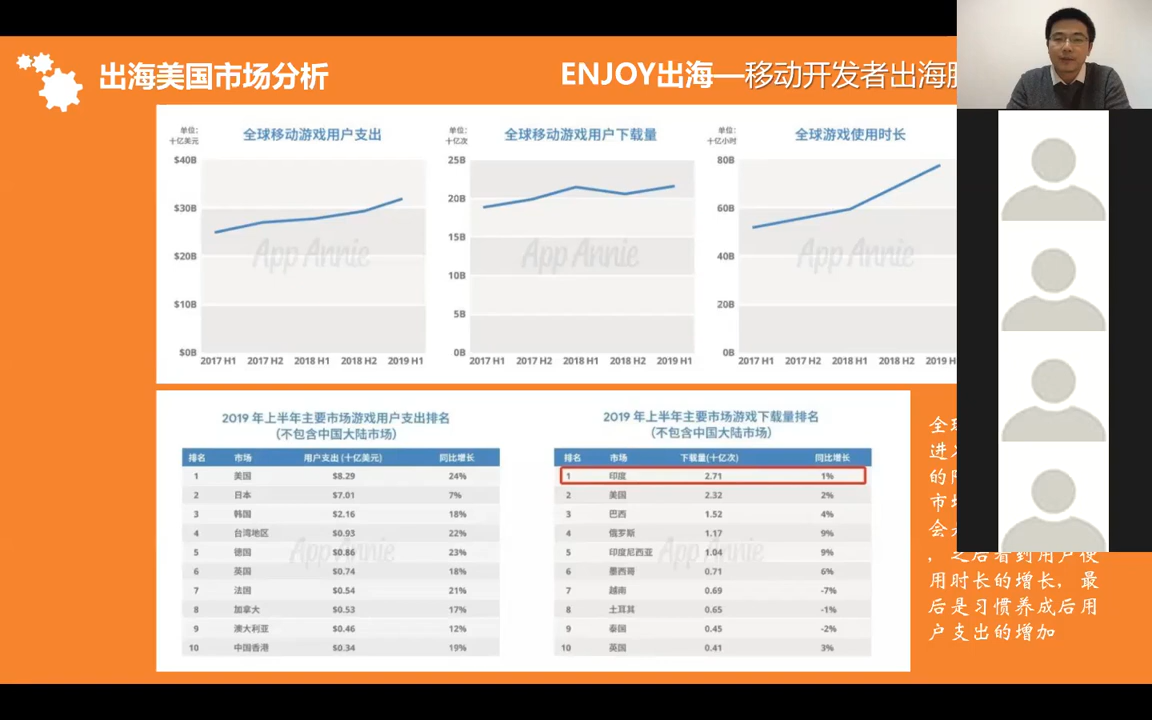 出海美国市场分析
ENJOY出海—移动开发者出海
单位：
十亿美元
全球移动游戏用户支出
$40B
$30B
$20B
$10B
$0B
App Annie
2017 H1 2017 H2 2018 H1 2018 H2 2019 H1
单位：
十亿次
全球移动游戏用户下载量
25B
20B
15B
10B
5B
0B
App Annie
2017 H1 2017 H2 2018 H1 2018 H2 2019 H1
单位：
十亿小时
全球游戏使用时长
80B
60B
40B
20B
0B
App Annie
2017 H1 2017 H2 2018 H1 2018 H2 2019
2019 年上半年主要市场游戏用户支出排名
（不包含中国大陆市场）
排名 市场 用户支出 (十亿美元) 同比增长
1 美国 $8.29 24%
2 日本 $7.01 7%
3 韩国 $2.16 18%
4 台湾地区 $0.93 22%
5 德国 $0.86 23%
6 英国 $0.74 18%
7 法国 $0.54 21%
8 加拿大 $0.53 17%
9 澳大利亚 $0.46 12%
10 中国香港 $0.34 19%
App Annie
2019 年上半年主要市场游戏下载量排名
（不包含中国大陆市场）
排名 市场 下载量(十亿次) 同比增长
1 印度 2.71 1%
2 美国 2.32 2%
3 巴西 1.52 4%
4 俄罗斯 1.17 9%
5 印度尼西亚 1.04 9%
6 墨西哥 0.71 6%
7 越南 0.69 -7%
8 土耳其 0.65 -1%
9 泰国 0.45 -2%
10 英国 0.41 3%
App Annie
全
进
的
市
会
，之后看到用户使
用时长的增长，最
后是习惯养成后用
户支出的增加